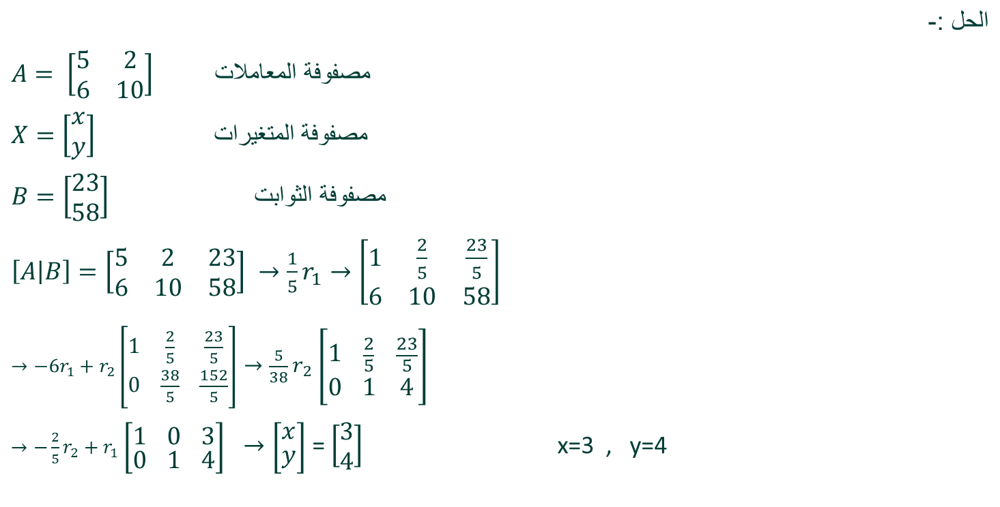 الحل :-
A = [5 2; 6 10] مصفوفة المعاملات
X = [x; y] مصفوفة المتغيرات
B = [23; 58] مصفوفة الثوابت
[A|B] = [5 2 23; 6 10 58] → 1/5 r₁ → [1 2/5 23/5; 6 10 58]
→ −6r₁ + r₂ [1 2/5 23/5; 0 38/5 152/5] → 5/38 r₂ [1 2/5 23/5; 0 1 4]
→ −2/5 r₂ + r₁ [1 0 3; 0 1 4] → [x; y] = [3; 4] x=3 , y=4